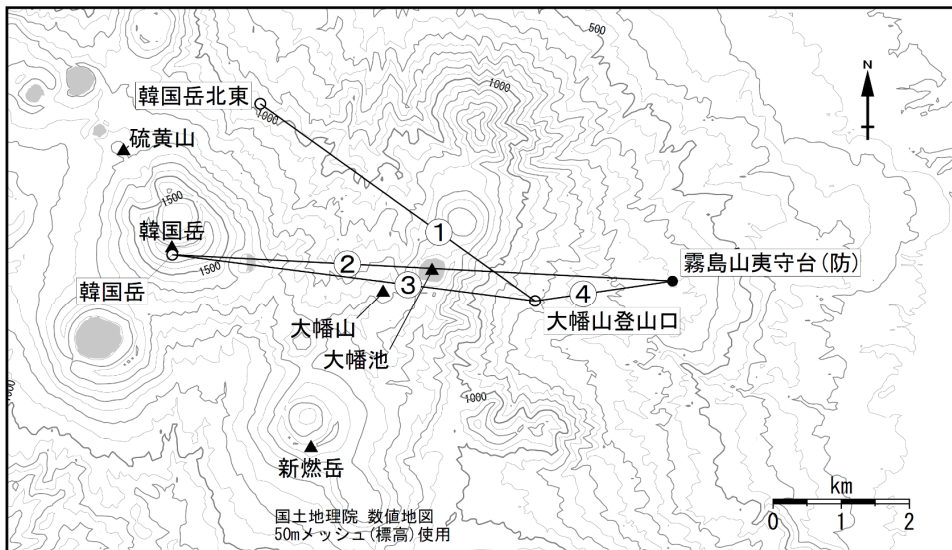 500
N
1000
韓国岳北東
1000
硫黄山
1500
①
韓国岳
②
霧島山夷守台(防)
1500
③
④
韓国岳
大幡山
大幡山登山口
大幡池
1000
1000
km
新燃岳
0 1 2
国土地理院 数値地図
50mメッシュ(標高)使用